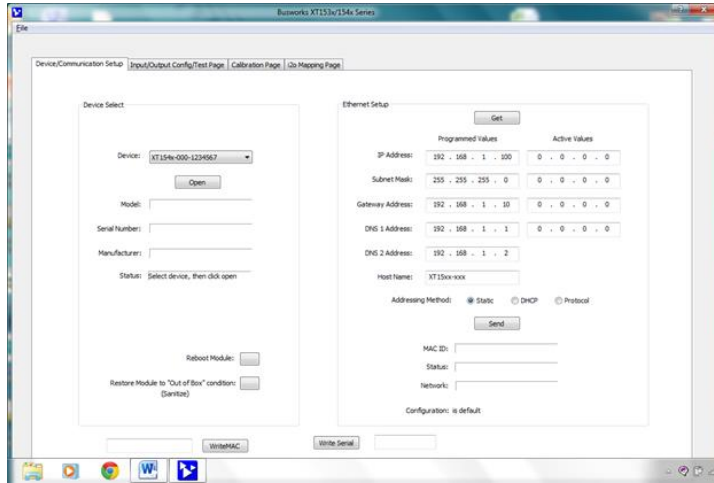 Busworks XT153x/154x Series
File
Device/Communication Setup Input/Output Config/Test Page Calibration Page i2o Mapping Page
Device Select
Device: XT154x-000-1234567
Open
Model:
Serial Number:
Manufacturer:
Status: Select device, then click open
Reboot Module:
Restore Module to "Out of Box" condition:
(Sanitize)
WriteMAC
Ethernet Setup
Get
Programmed Values Active Values
IP Address: 192 . 168 . 1 . 100 0 . 0 . 0 . 0
Subnet Mask: 255 . 255 . 255 . 0 0 . 0 . 0 . 0
Gateway Address: 192 . 168 . 1 . 10 0 . 0 . 0 . 0
DNS 1 Address: 192 . 168 . 1 . 1 0 . 0 . 0 . 0
DNS 2 Address: 192 . 168 . 1 . 2
Host Name: XT15xx-xxx
Addressing Method: Static DHCP Protocol
Send
MAC ID:
Status:
Network:
Configuration: is default
Write Serial
W